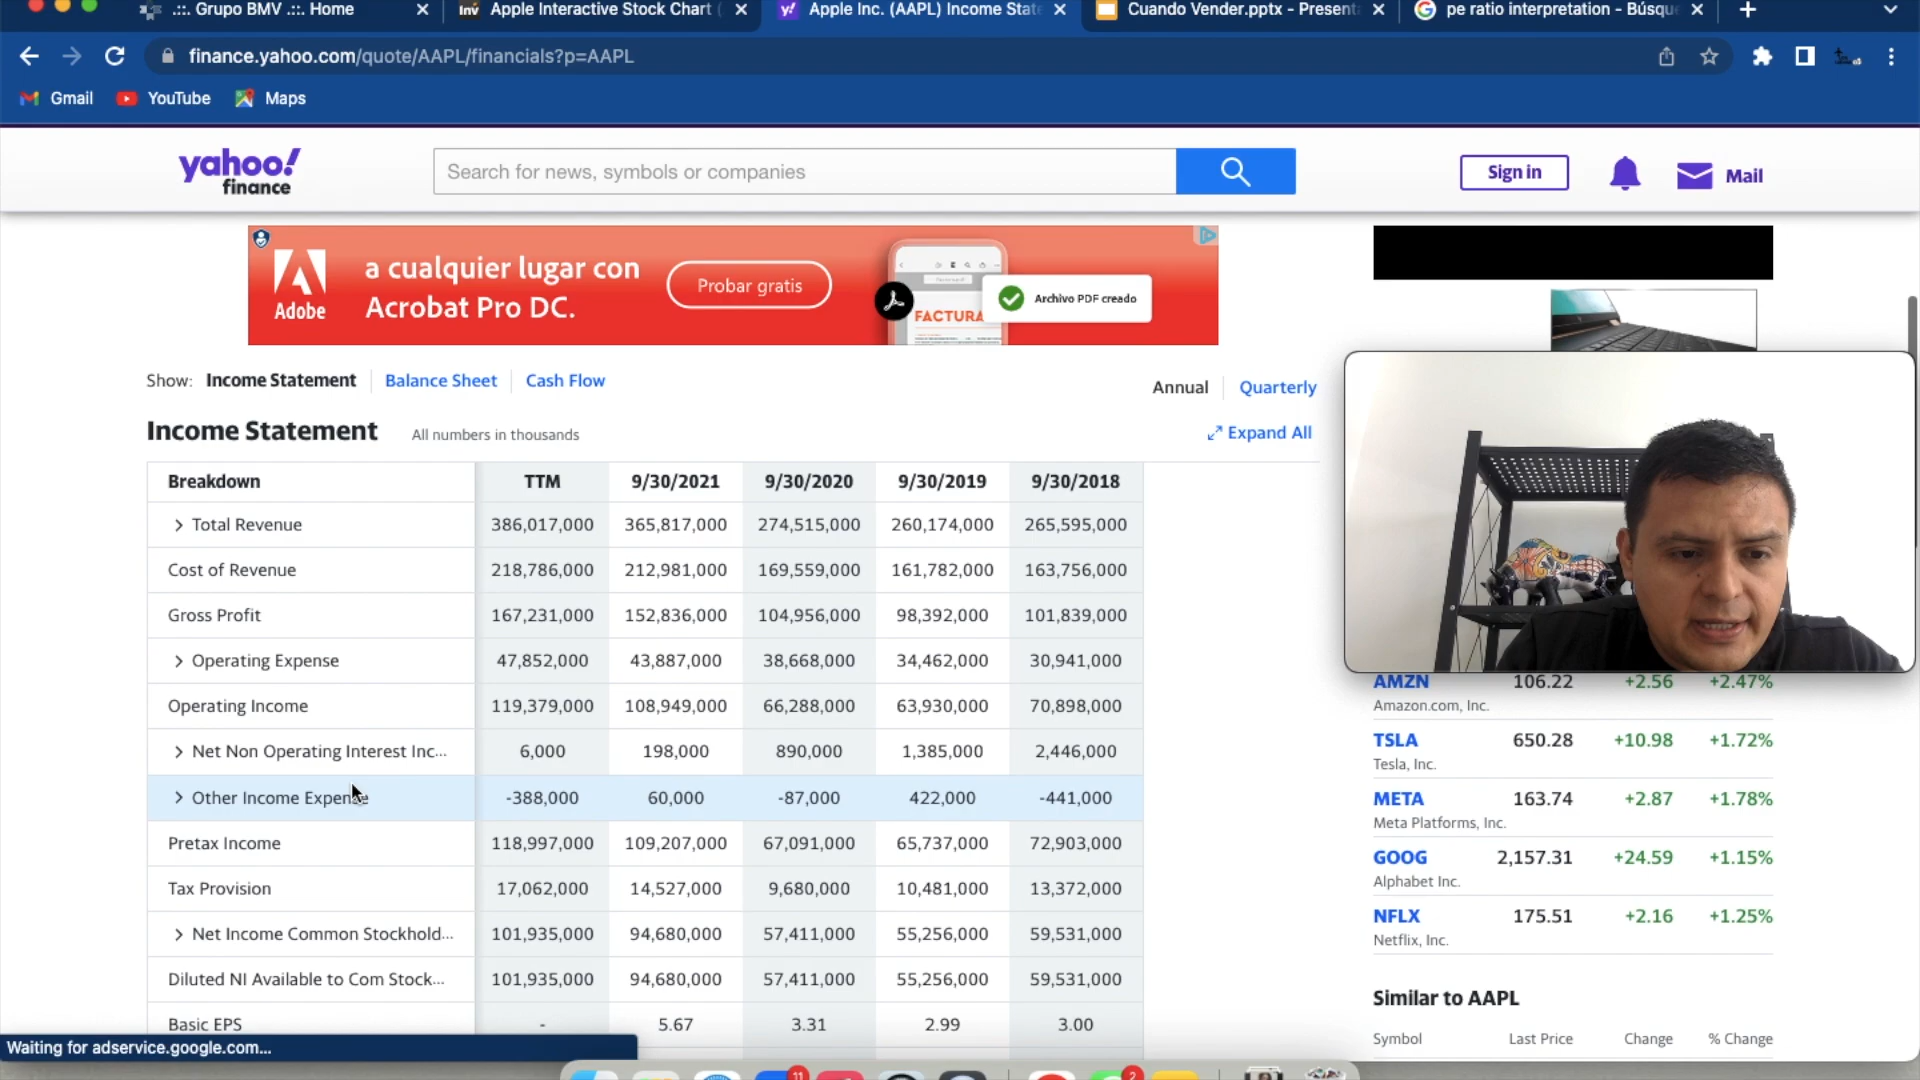 .::. Grupo BMV .::. Home
Apple Interactive Stock Chart (
Apple Inc. (AAPL) Income State
Cuando Vender.pptx - Present
pe ratio interpretation - Búsqu
finance.yahoo.com/quote/AAPL/financials?p=AAPL
Gmail YouTube Maps
yahoo!
finance
Search for news, symbols or companies
Sign in
Mail
Adobe
a cualquier lugar con
Acrobat Pro DC.
Probar gratis
FACTURA
Archivo PDF creado
Show: Income Statement Balance Sheet Cash Flow
Annual Quarterly
Income Statement All numbers in thousands
Expand All
Breakdown TTM 9/30/2021 9/30/2020 9/30/2019 9/30/2018
Total Revenue 386,017,000 365,817,000 274,515,000 260,174,000 265,595,000
Cost of Revenue 218,786,000 212,981,000 169,559,000 161,782,000 163,756,000
Gross Profit 167,231,000 152,836,000 104,956,000 98,392,000 101,839,000
Operating Expense 47,852,000 43,887,000 38,668,000 34,462,000 30,941,000
Operating Income 119,379,000 108,949,000 66,288,000 63,930,000 70,898,000
Net Non Operating Interest Inc... 6,000 198,000 890,000 1,385,000 2,446,000
Other Income Expense -388,000 60,000 -87,000 422,000 -441,000
Pretax Income 118,997,000 109,207,000 67,091,000 65,737,000 72,903,000
Tax Provision 17,062,000 14,527,000 9,680,000 10,481,000 13,372,000
Net Income Common Stockhold... 101,935,000 94,680,000 57,411,000 55,256,000 59,531,000
Diluted NI Available to Com Stock... 101,935,000 94,680,000 57,411,000 55,256,000 59,531,000
Basic EPS - 5.67 3.31 2.99 3.00
AMZN 106.22 +2.56 +2.47%
Amazon.com, Inc.
TSLA 650.28 +10.98 +1.72%
Tesla, Inc.
META 163.74 +2.87 +1.78%
Meta Platforms, Inc.
GOOG 2,157.31 +24.59 +1.15%
Alphabet Inc.
NFLX 175.51 +2.16 +1.25%
Netflix, Inc.
Similar to AAPL
Symbol Last Price Change % Change
Waiting for adservice.google.com...
11
2